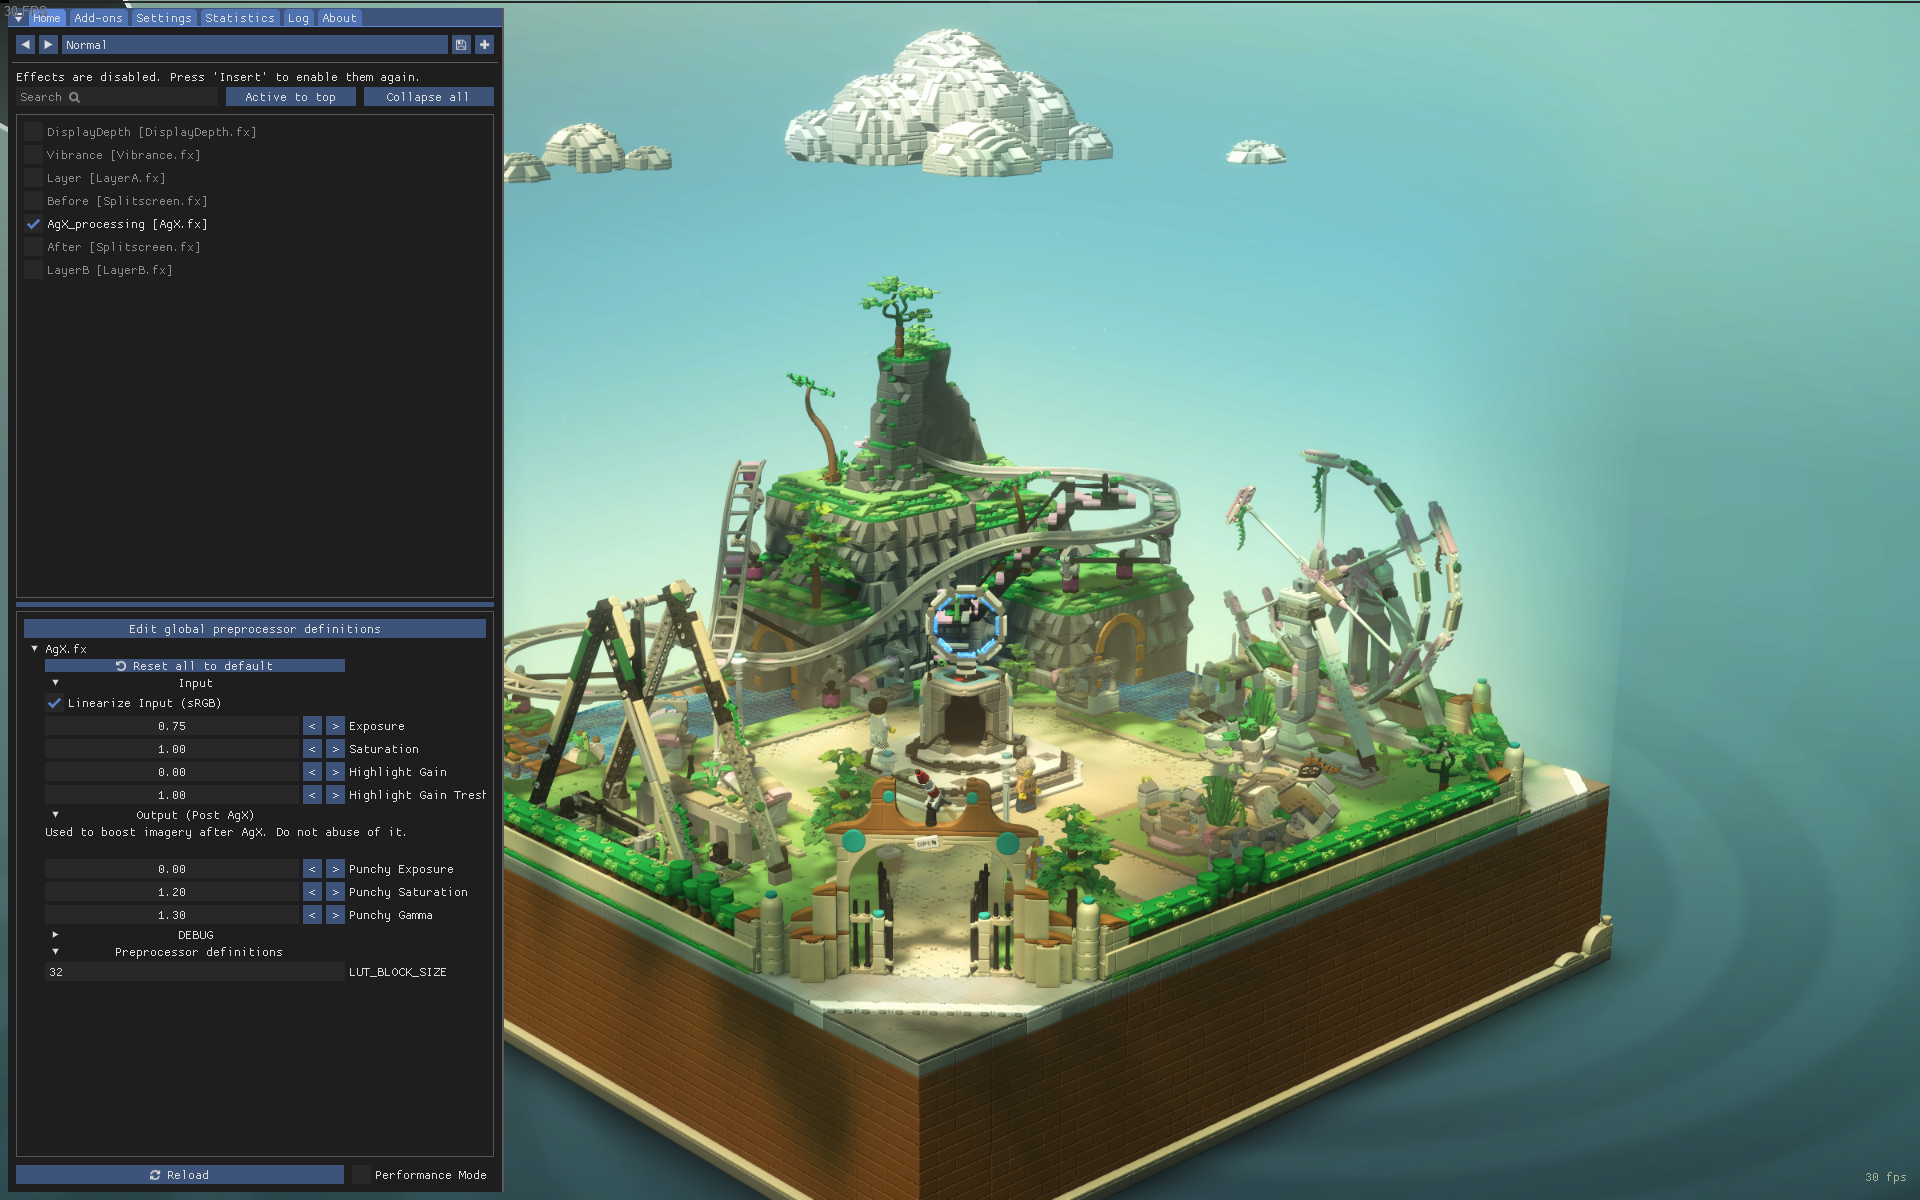 30 FPS
Home Add-ons Settings Statistics Log About
Normal
Effects are disabled. Press 'Insert' to enable them again.
Search Active to top Collapse all
DisplayDepth [DisplayDepth.fx]
Vibrance [Vibrance.fx]
Layer [LayerA.fx]
Before [Splitscreen.fx]
AgX_processing [AgX.fx]
After [Splitscreen.fx]
LayerB [LayerB.fx]
Edit global preprocessor definitions
AgX.fx
Reset all to default
Input
Linearize Input (sRGB)
0.75 < > Exposure
1.00 < > Saturation
0.00 < > Highlight Gain
1.00 < > Highlight Gain Tresh
Output (Post AgX)
Used to boost imagery after AgX. Do not abuse of it.
0.00 < > Punchy Exposure
1.20 < > Punchy Saturation
1.30 < > Punchy Gamma
DEBUG
Preprocessor definitions
32 LUT_BLOCK_SIZE
Reload Performance Mode
OPEN
30 fps